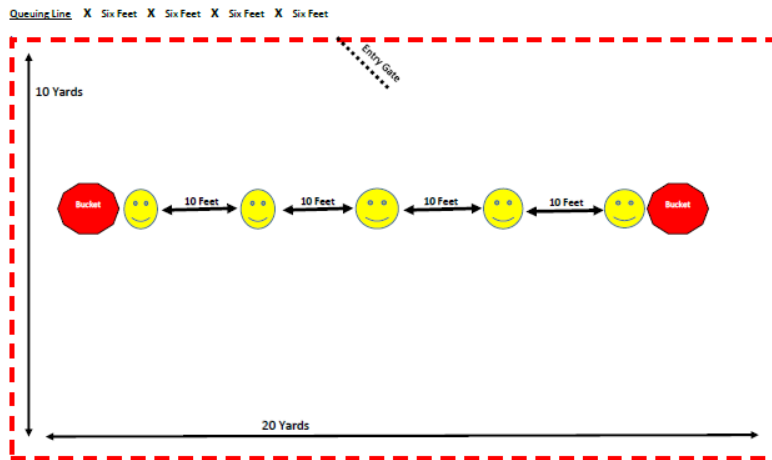 Queuing Line X Six Feet X Six Feet X Six Feet X Six Feet
Entry Gate
10 Yards
Bucket 10 Feet 10 Feet 10 Feet 10 Feet Bucket
20 Yards